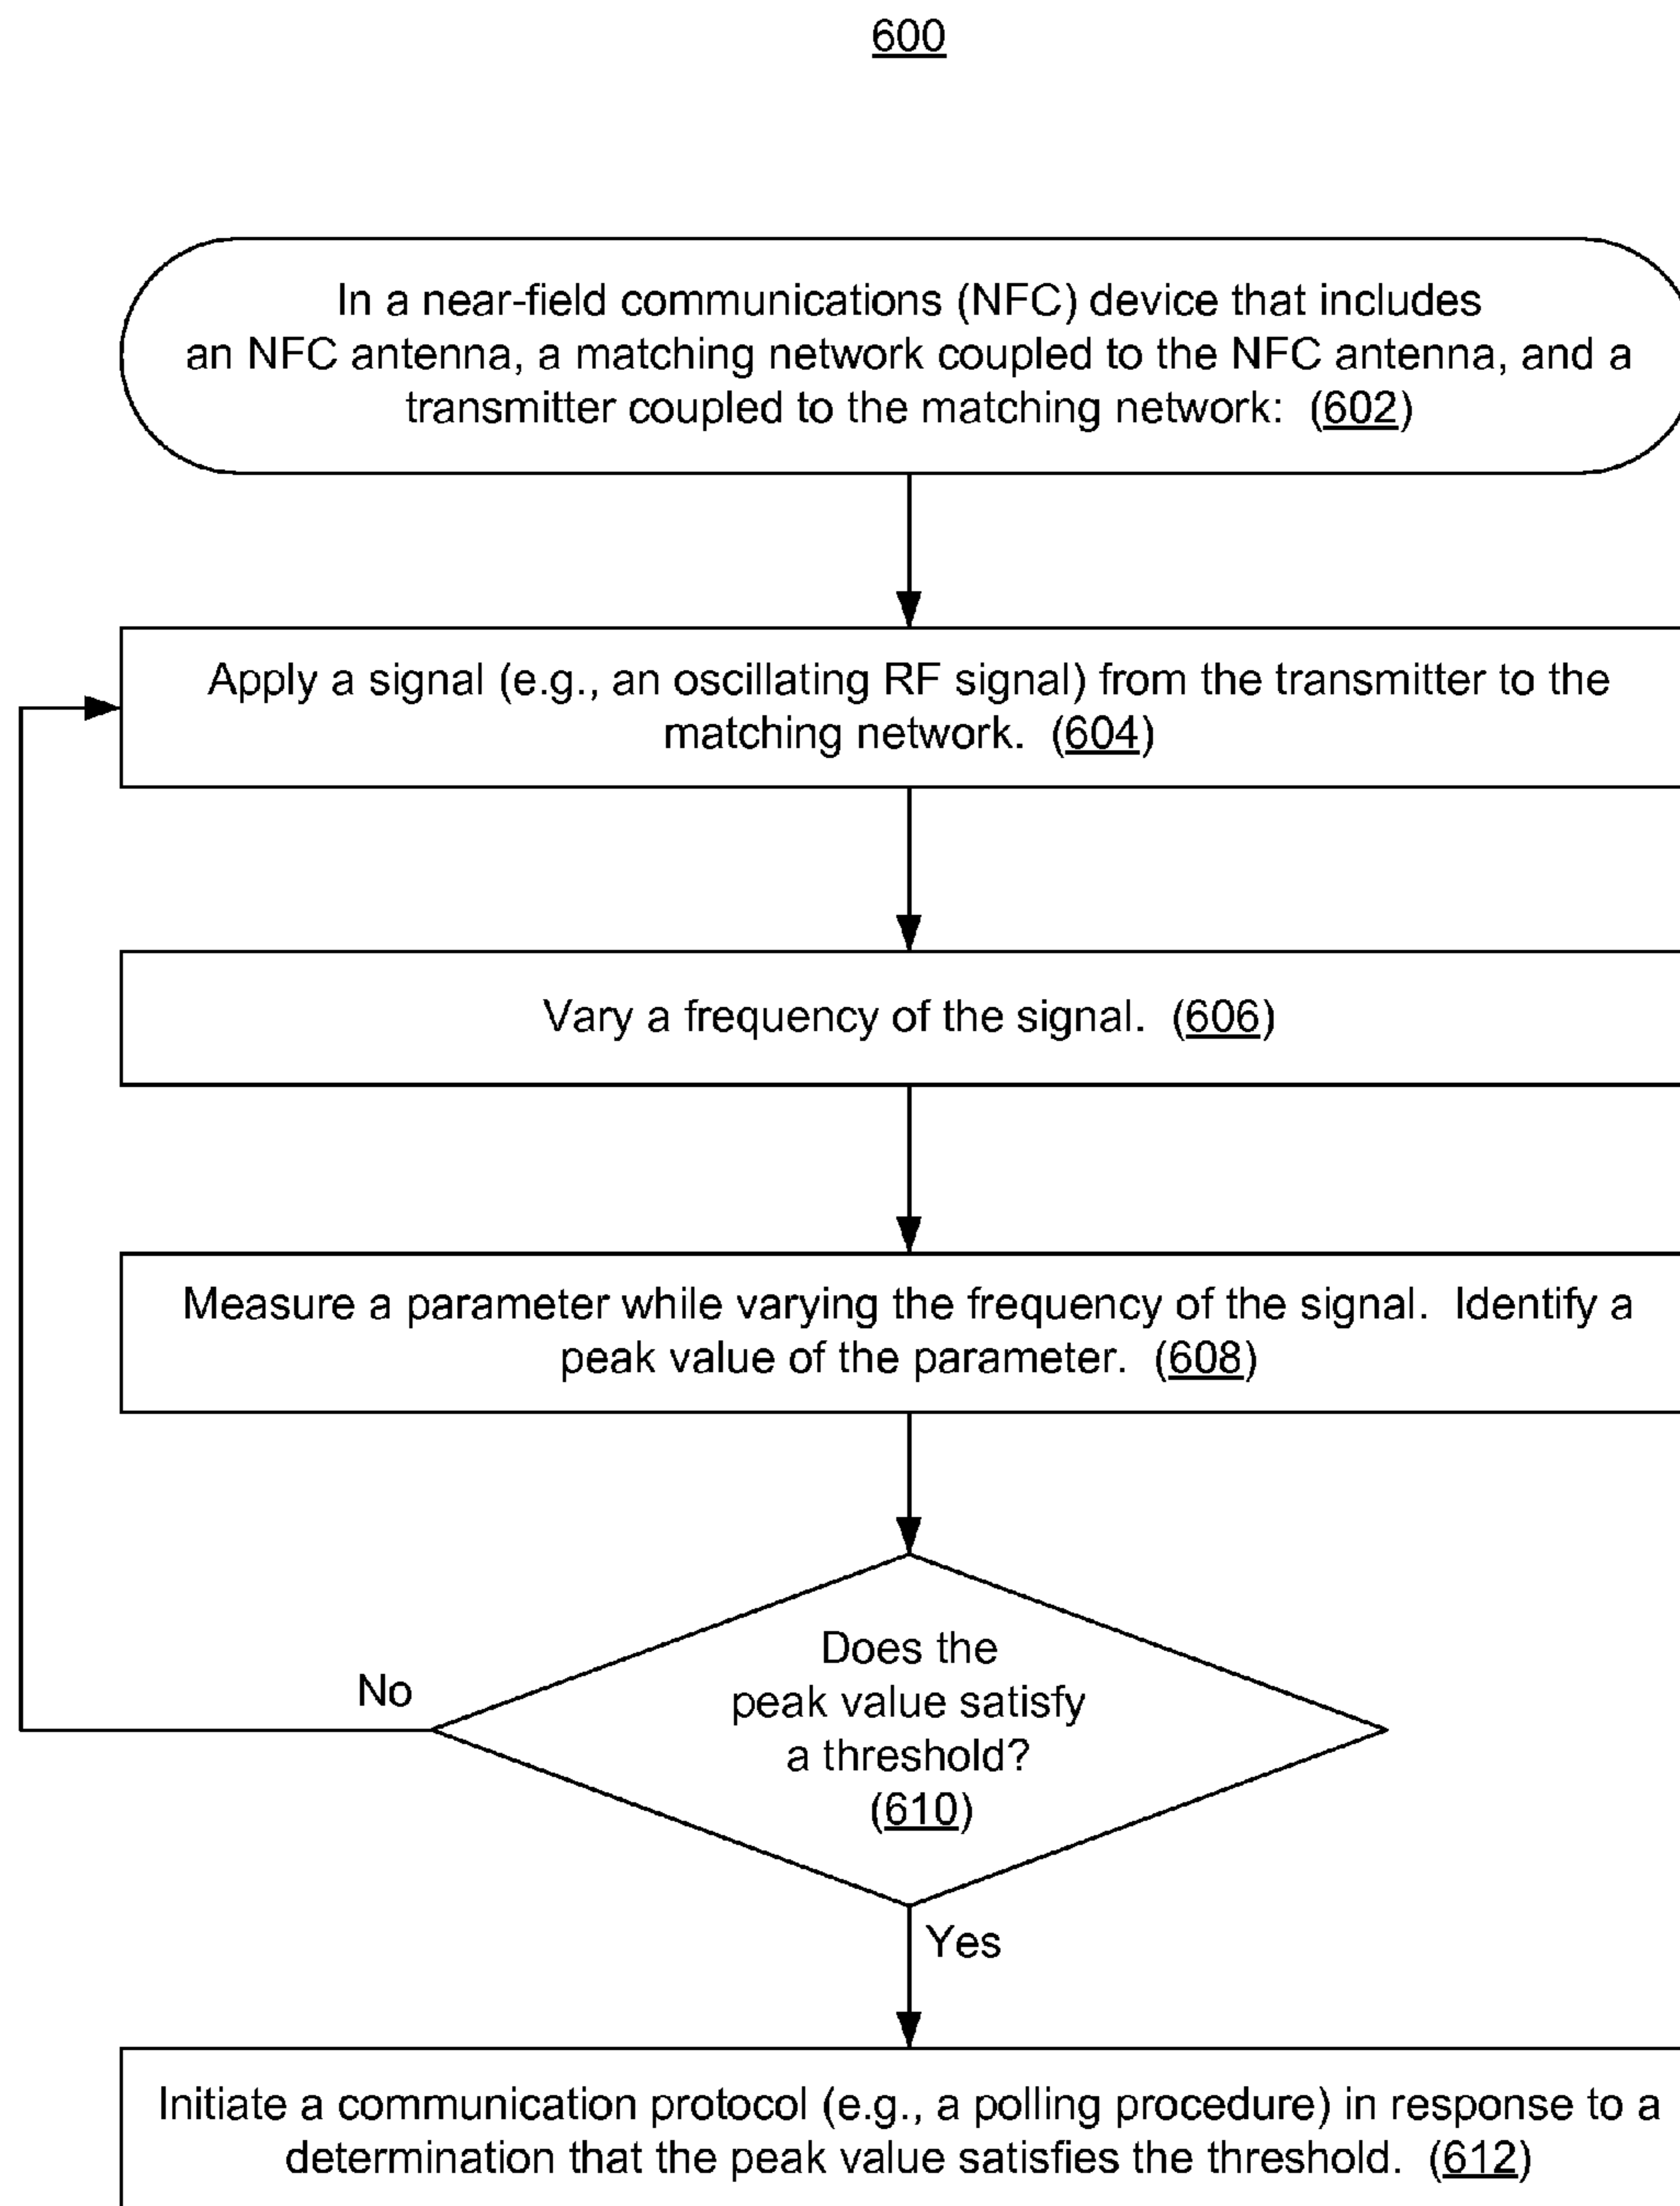 600
In a near-field communications (NFC) device that includes
an NFC antenna, a matching network coupled to the NFC antenna, and a
transmitter coupled to the matching network: (602)
Apply a signal (e.g., an oscillating RF signal) from the transmitter to the
matching network. (604)
Vary a frequency of the signal. (606)
Measure a parameter while varying the frequency of the signal. Identify a
peak value of the parameter. (608)
Does the
peak value satisfy
a threshold?
(610)
No
Yes
Initiate a communication protocol (e.g., a polling procedure) in response to a
determination that the peak value satisfies the threshold. (612)